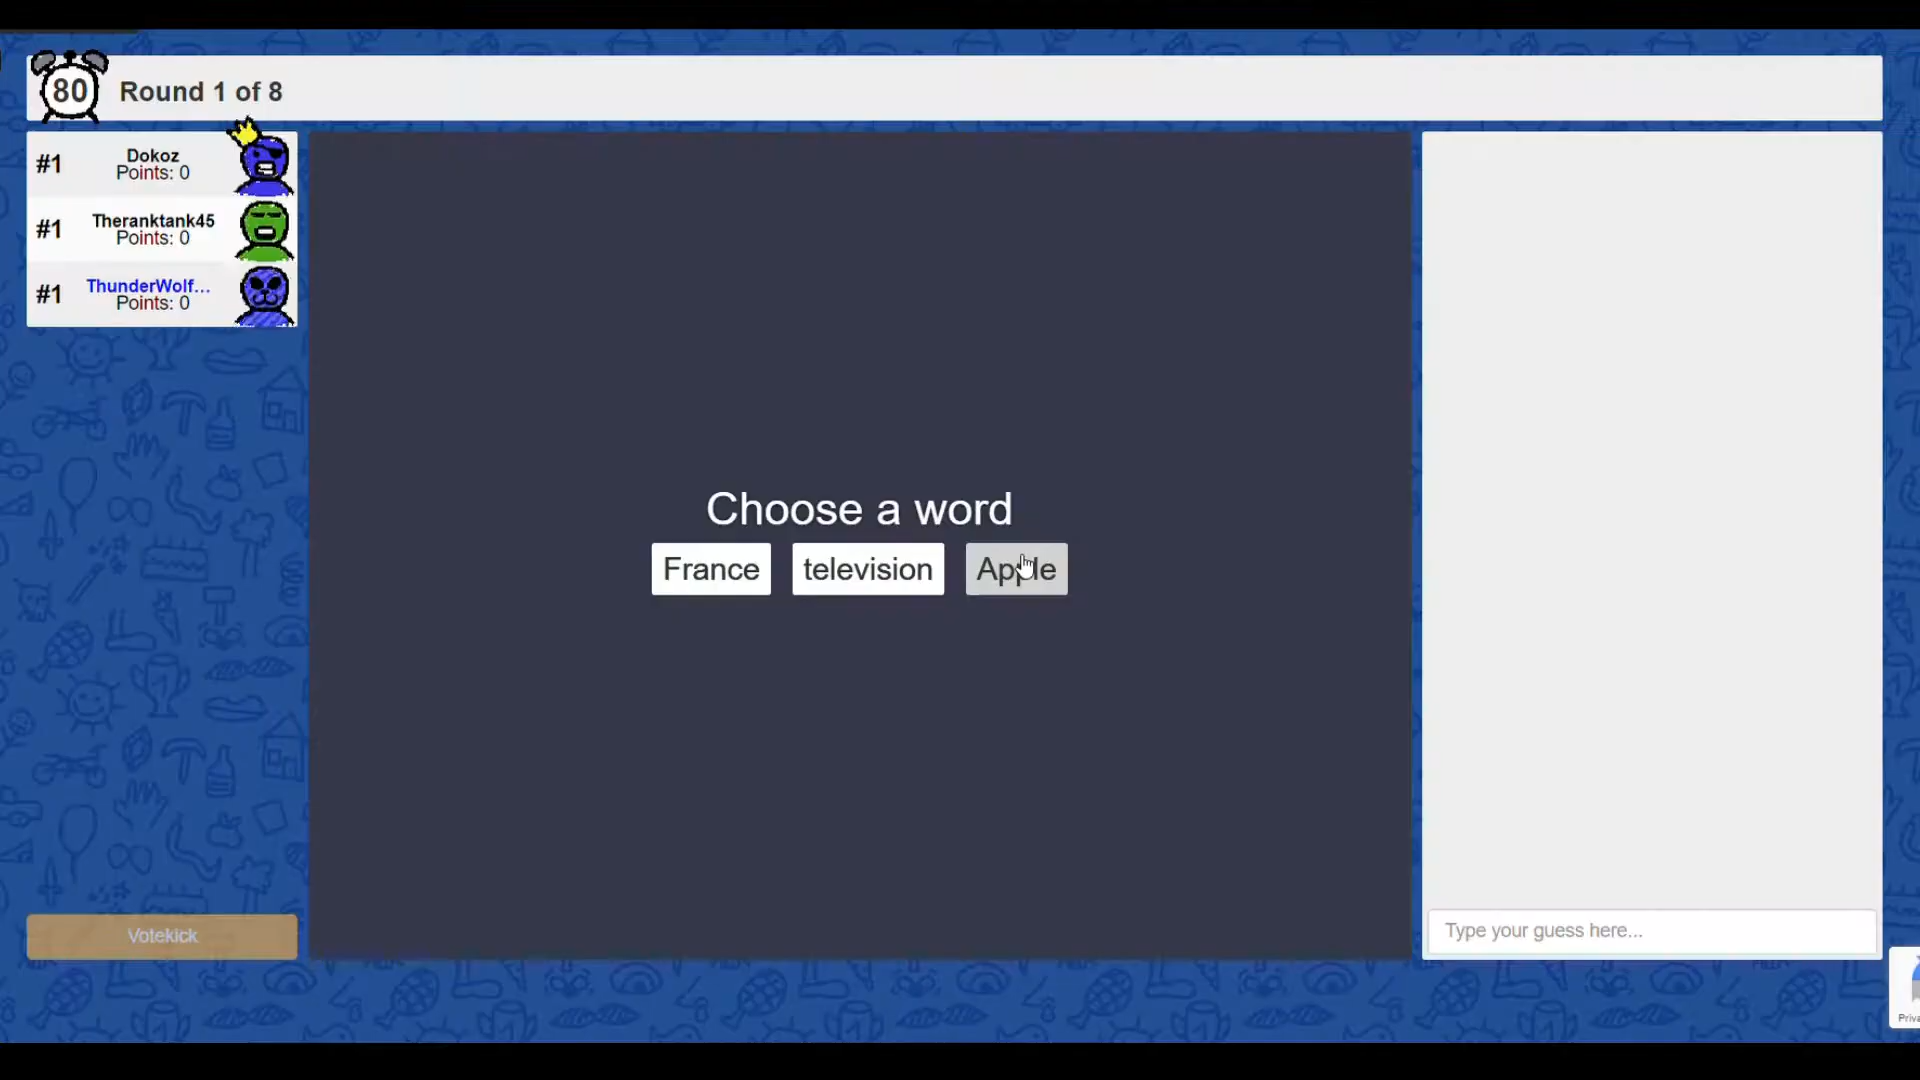 80
Round 1 of 8
#1
Dokoz
Points: 0
#1
Theranktank45
Points: 0
#1
ThunderWolf...
Points: 0
Choose a word
France television Apple
Votekick
Type your guess here...